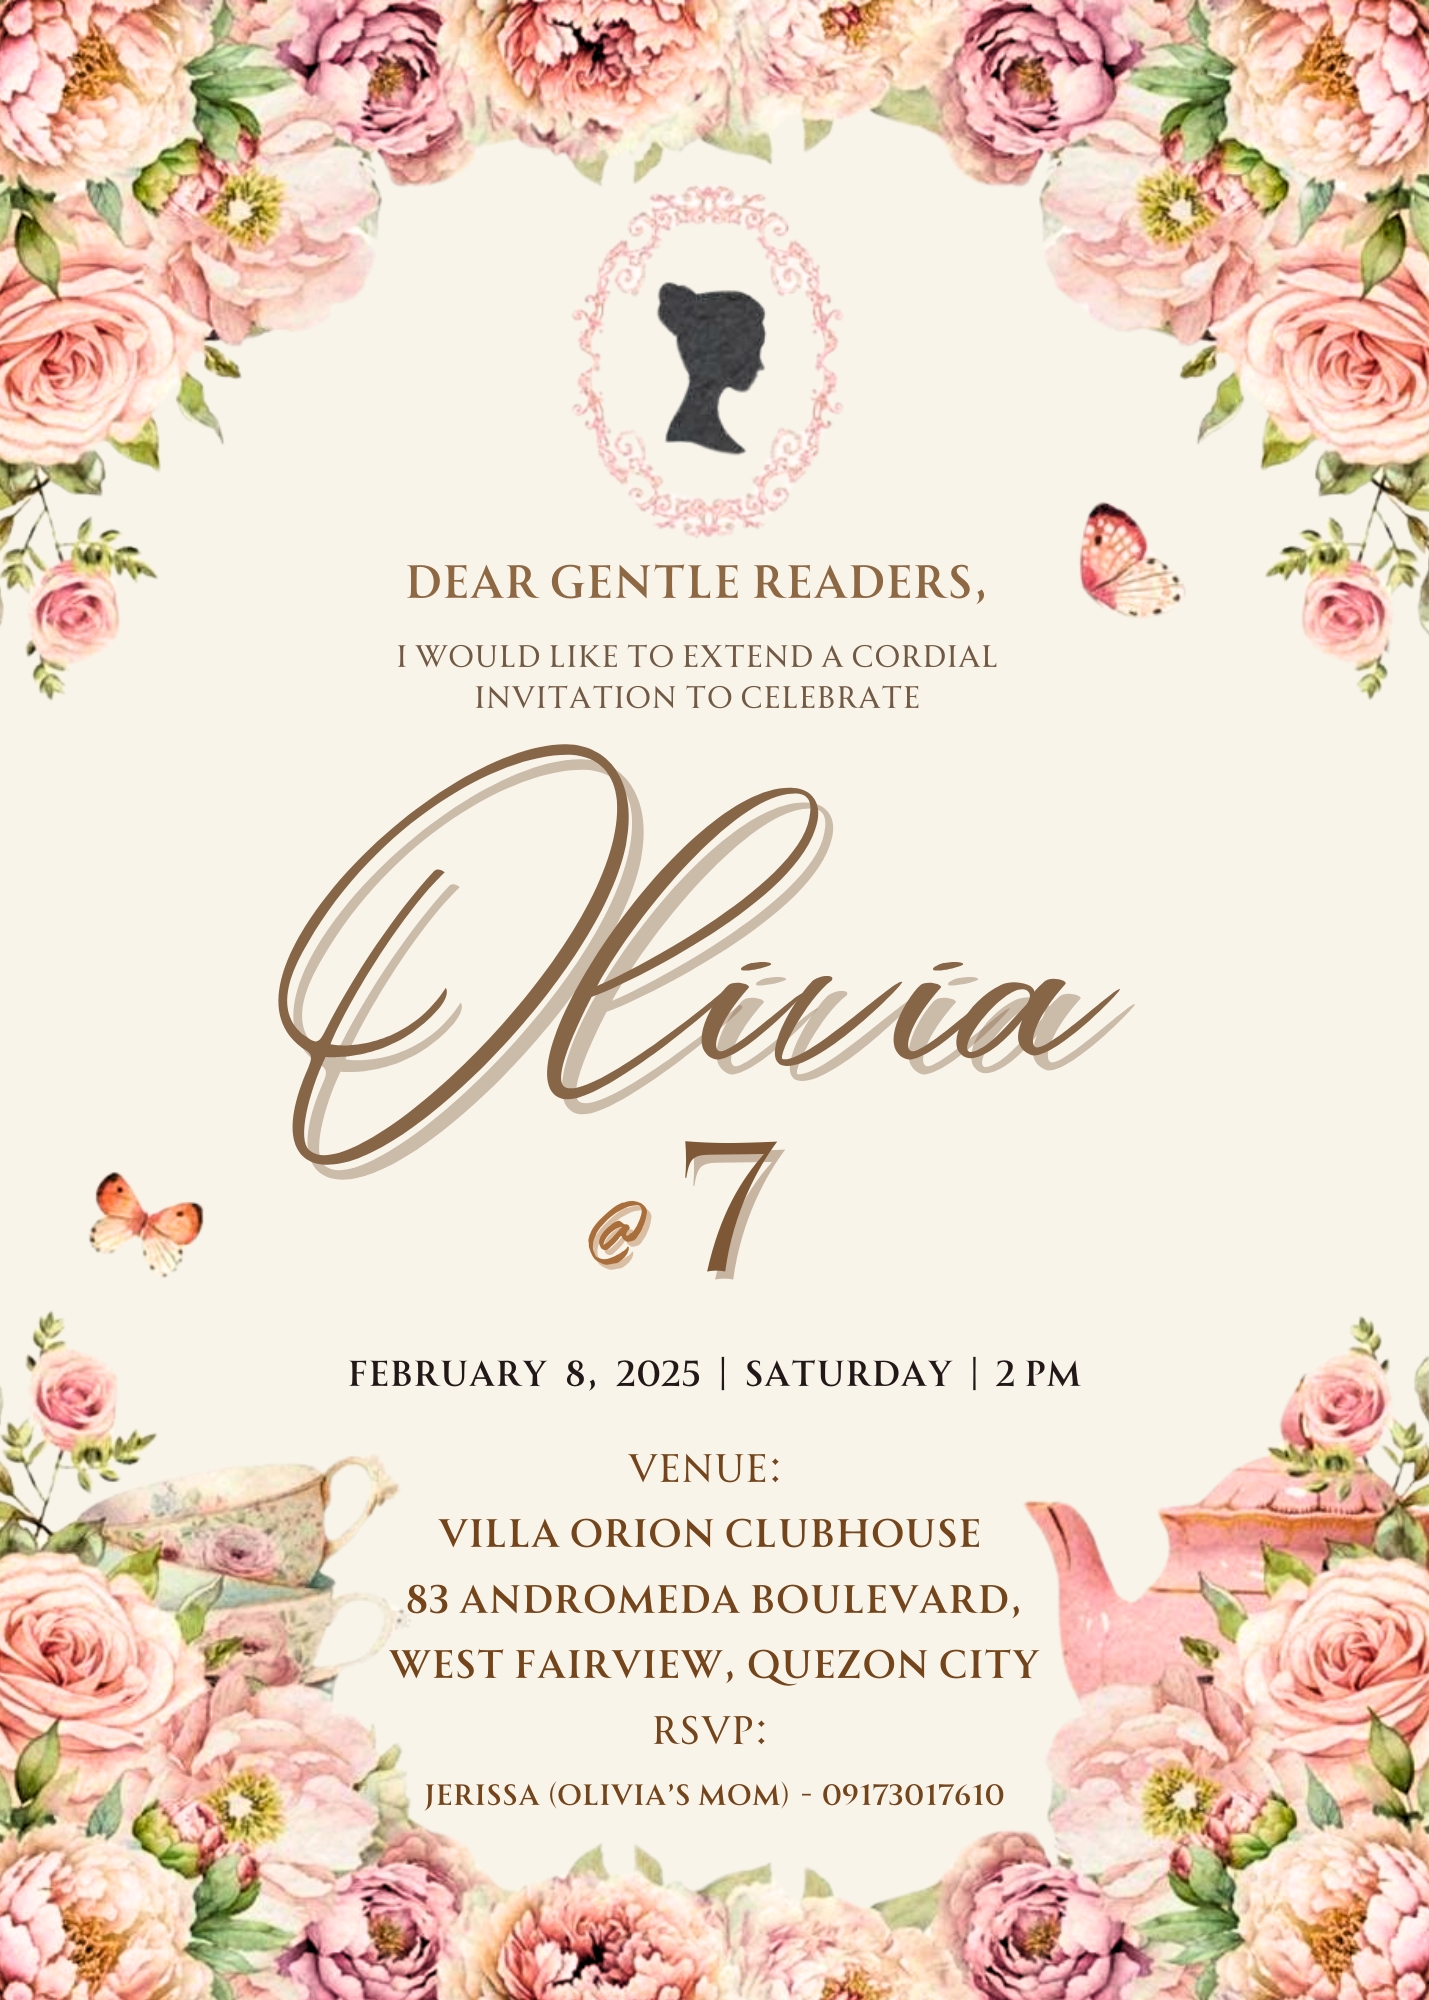 DEAR GENTLE READERS,
I WOULD LIKE TO EXTEND A CORDIAL
INVITATION TO CELEBRATE
Olivia
@ 7
FEBRUARY 8, 2025 | SATURDAY | 2 PM
VENUE:
VILLA ORION CLUBHOUSE
83 ANDROMEDA BOULEVARD,
WEST FAIRVIEW, QUEZON CITY
RSVP:
JERISSA (OLIVIA'S MOM) - 09173017610